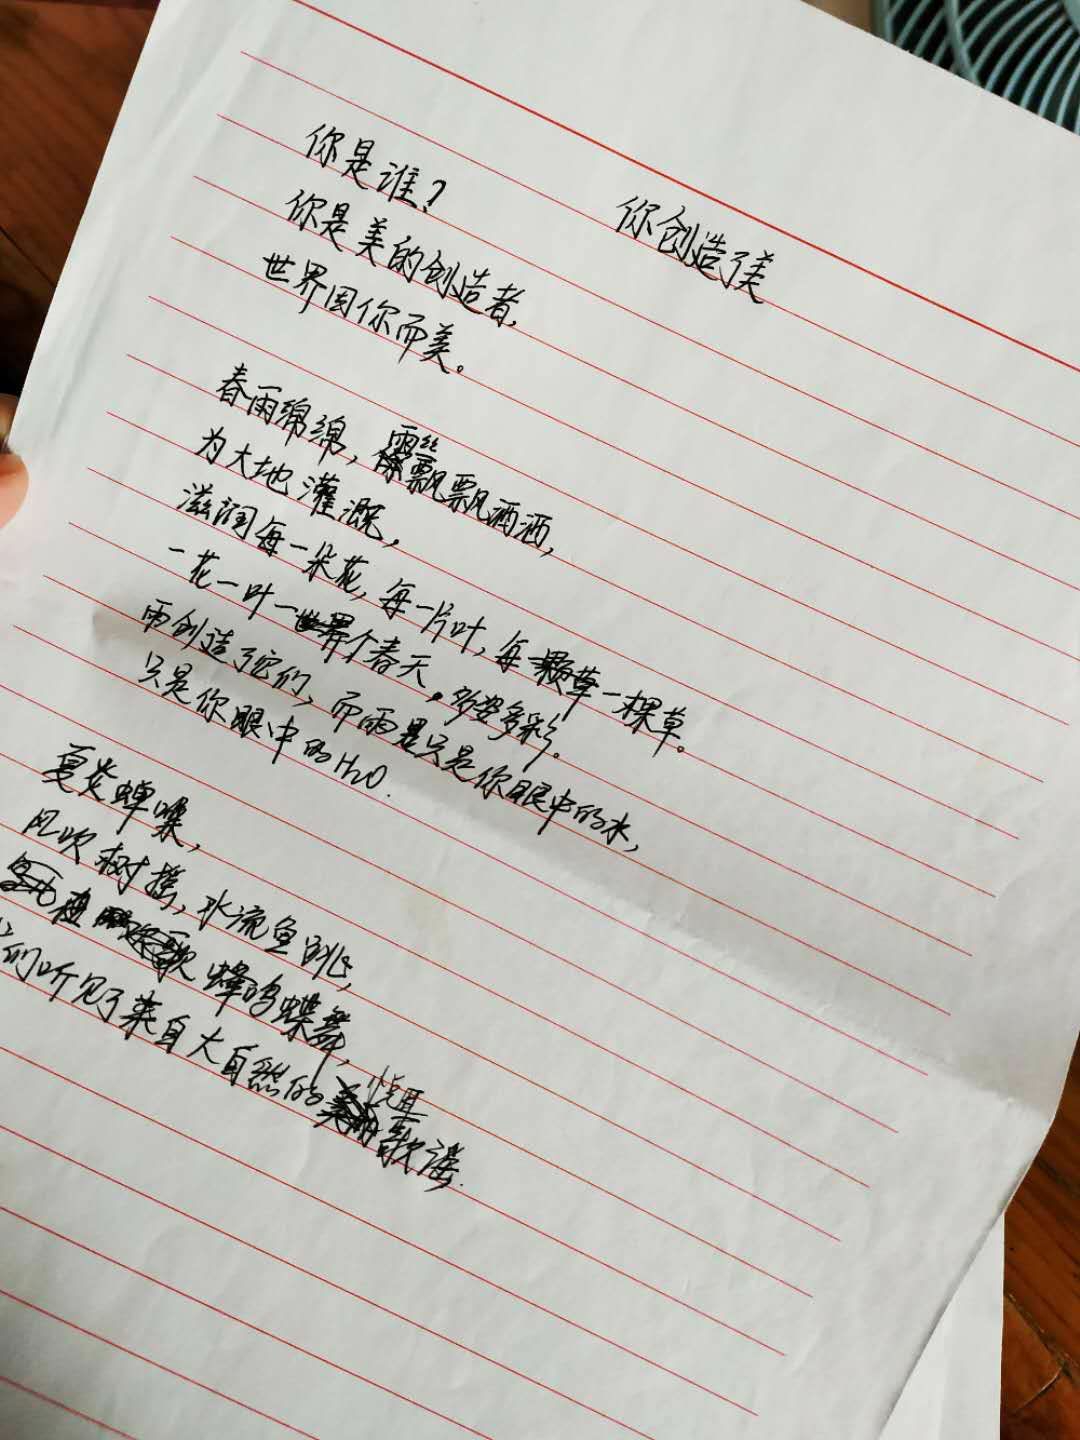 你创造了美
你是谁？
你是美的创造者，
世界因你而美。
春雨绵绵，雨丝飘飘洒洒，
为大地灌溉，
滋润每一朵花，每一片叶，每一棵草。
一花一叶一个春天，多姿多彩。
雨创造了它们，而雨只是你眼中的水，
只是你眼中的H2O.
夏炎蝉噪，
风吹树摇，水流鱼跳，
蜂鸣蝶舞，
们听见了来自大自然的悦耳歌谣.